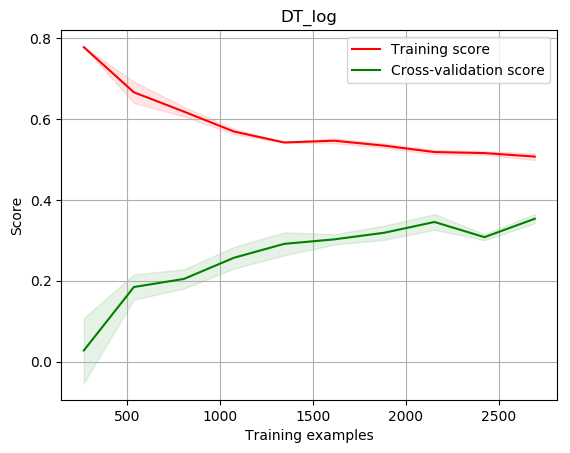 DT_log
Training score
Cross-validation score
Score
0.8
0.6
0.4
0.2
0.0
500
1000
1500
2000
2500
Training examples